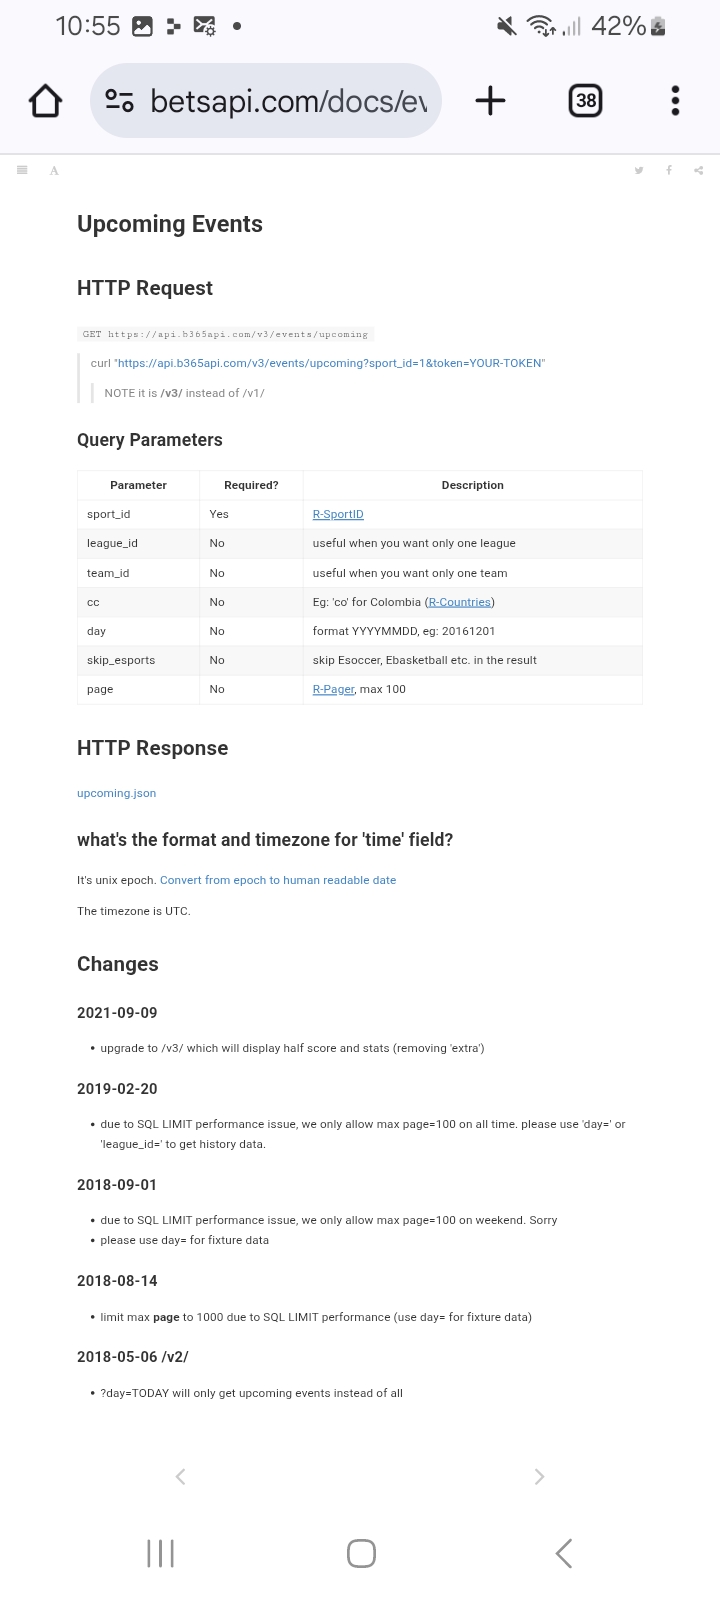 10:55
42%
betsapi.com/docs/ev
38
A
Upcoming Events
HTTP Request
GET https://api.b365api.com/v3/events/upcoming
curl "https://api.b365api.com/v3/events/upcoming?sport_id=1&token=YOUR-TOKEN"
NOTE it is /v3/ instead of /v1/
Query Parameters
Parameter Required? Description
sport_id Yes R-SportID
league_id No useful when you want only one league
team_id No useful when you want only one team
cc No Eg: 'co' for Colombia (R-Countries)
day No format YYYYMMDD, eg: 20161201
skip_esports No skip Esoccer, Ebasketball etc. in the result
page No R-Pager, max 100
HTTP Response
upcoming.json
what's the format and timezone for 'time' field?
It's unix epoch. Convert from epoch to human readable date
The timezone is UTC.
Changes
2021-09-09
• upgrade to /v3/ which will display half score and stats (removing 'extra')
2019-02-20
• due to SQL LIMIT performance issue, we only allow max page=100 on all time. please use 'day=' or
'league_id=' to get history data.
2018-09-01
• due to SQL LIMIT performance issue, we only allow max page=100 on weekend. Sorry
• please use day= for fixture data
2018-08-14
• limit max page to 1000 due to SQL LIMIT performance (use day= for fixture data)
2018-05-06 /v2/
• ?day=TODAY will only get upcoming events instead of all